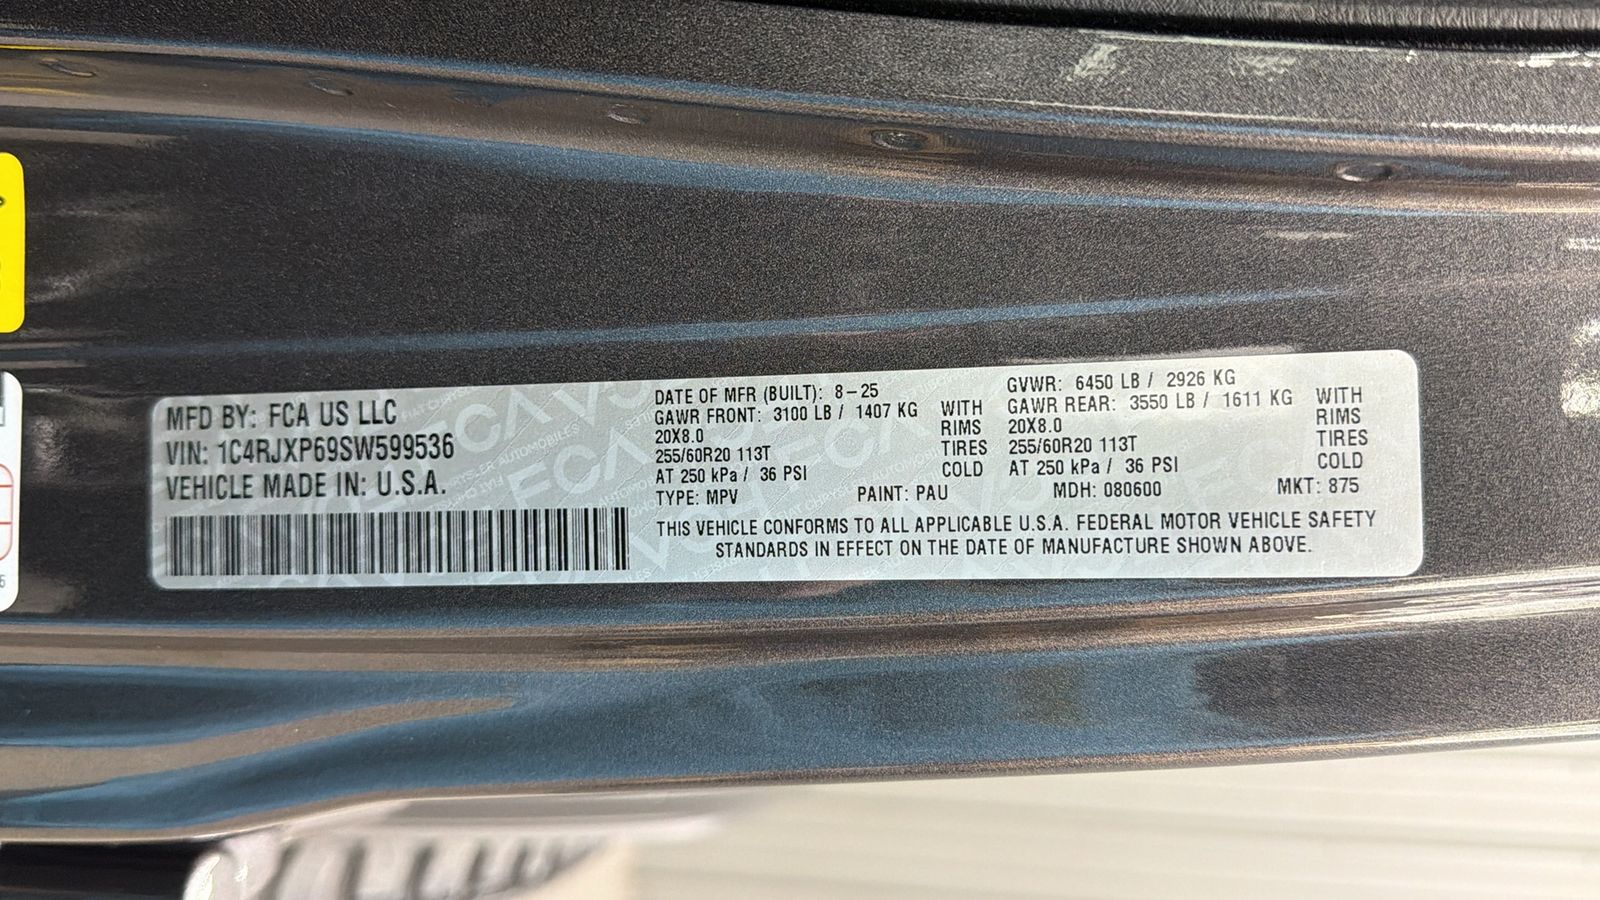 MFD BY: FCA US LLC
VIN: 1C4RJXP69SW599536
VEHICLE MADE IN: U.S.A.
DATE OF MFR (BUILT): 8-25
GAWR FRONT: 3100 LB / 1407 KG WITH
20X8.0 RIMS
255/60R20 113T TIRES
AT 250 kPa / 36 PSI COLD
GVWR: 6450 LB / 2926 KG
GAWR REAR: 3550 LB / 1611 KG WITH
20X8.0 RIMS
255/60R20 113T TIRES
AT 250 kPa / 36 PSI COLD
TYPE: MPV PAINT: PAU MDH: 080600 MKT: 875
THIS VEHICLE CONFORMS TO ALL APPLICABLE U.S.A. FEDERAL MOTOR VEHICLE SAFETY
STANDARDS IN EFFECT ON THE DATE OF MANUFACTURE SHOWN ABOVE.